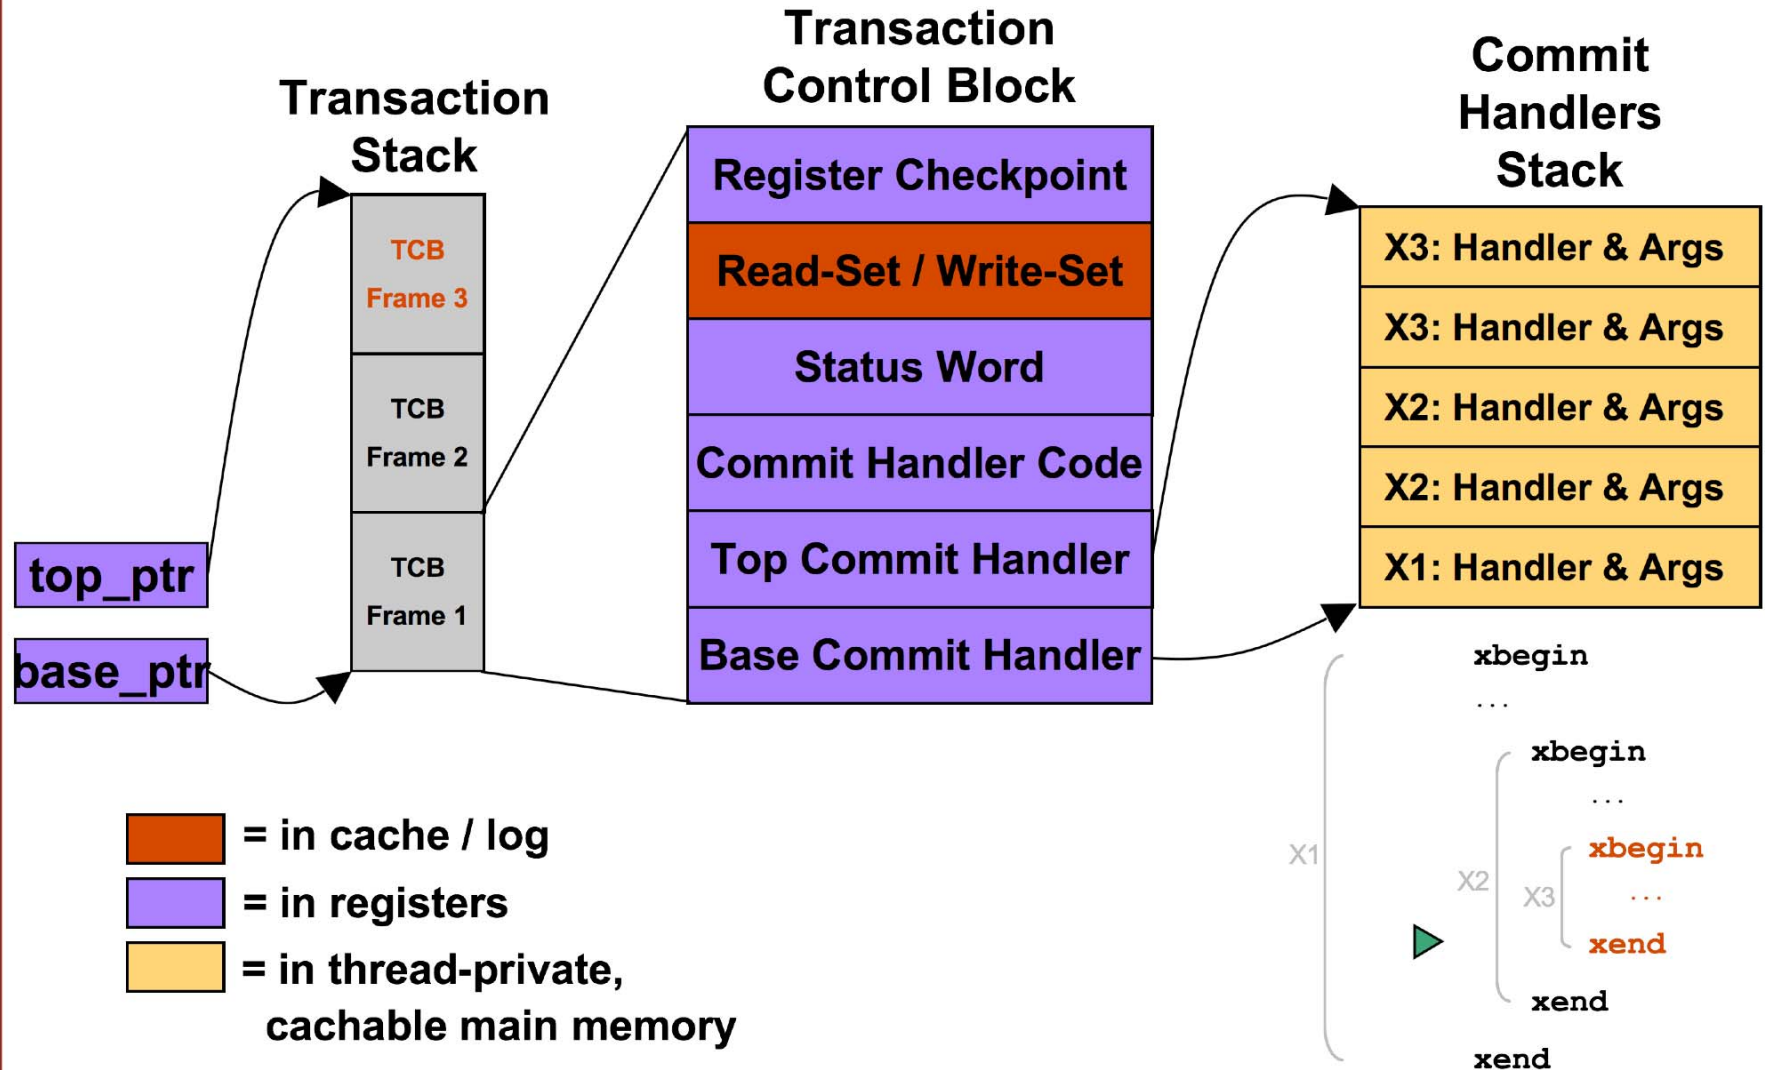 Transaction
Stack
TCB
Frame 3
TCB
Frame 2
TCB
Frame 1
top_ptr
base_ptr
Transaction
Control Block
Register Checkpoint
Read-Set / Write-Set
Status Word
Commit Handler Code
Top Commit Handler
Base Commit Handler
Commit
Handlers
Stack
X3: Handler & Args
X3: Handler & Args
X2: Handler & Args
X2: Handler & Args
X1: Handler & Args
= in cache / log
= in registers
= in thread-private,
cachable main memory
xbegin
...
xbegin
...
X1
X2
X3
xbegin
...
xend
xend
xend